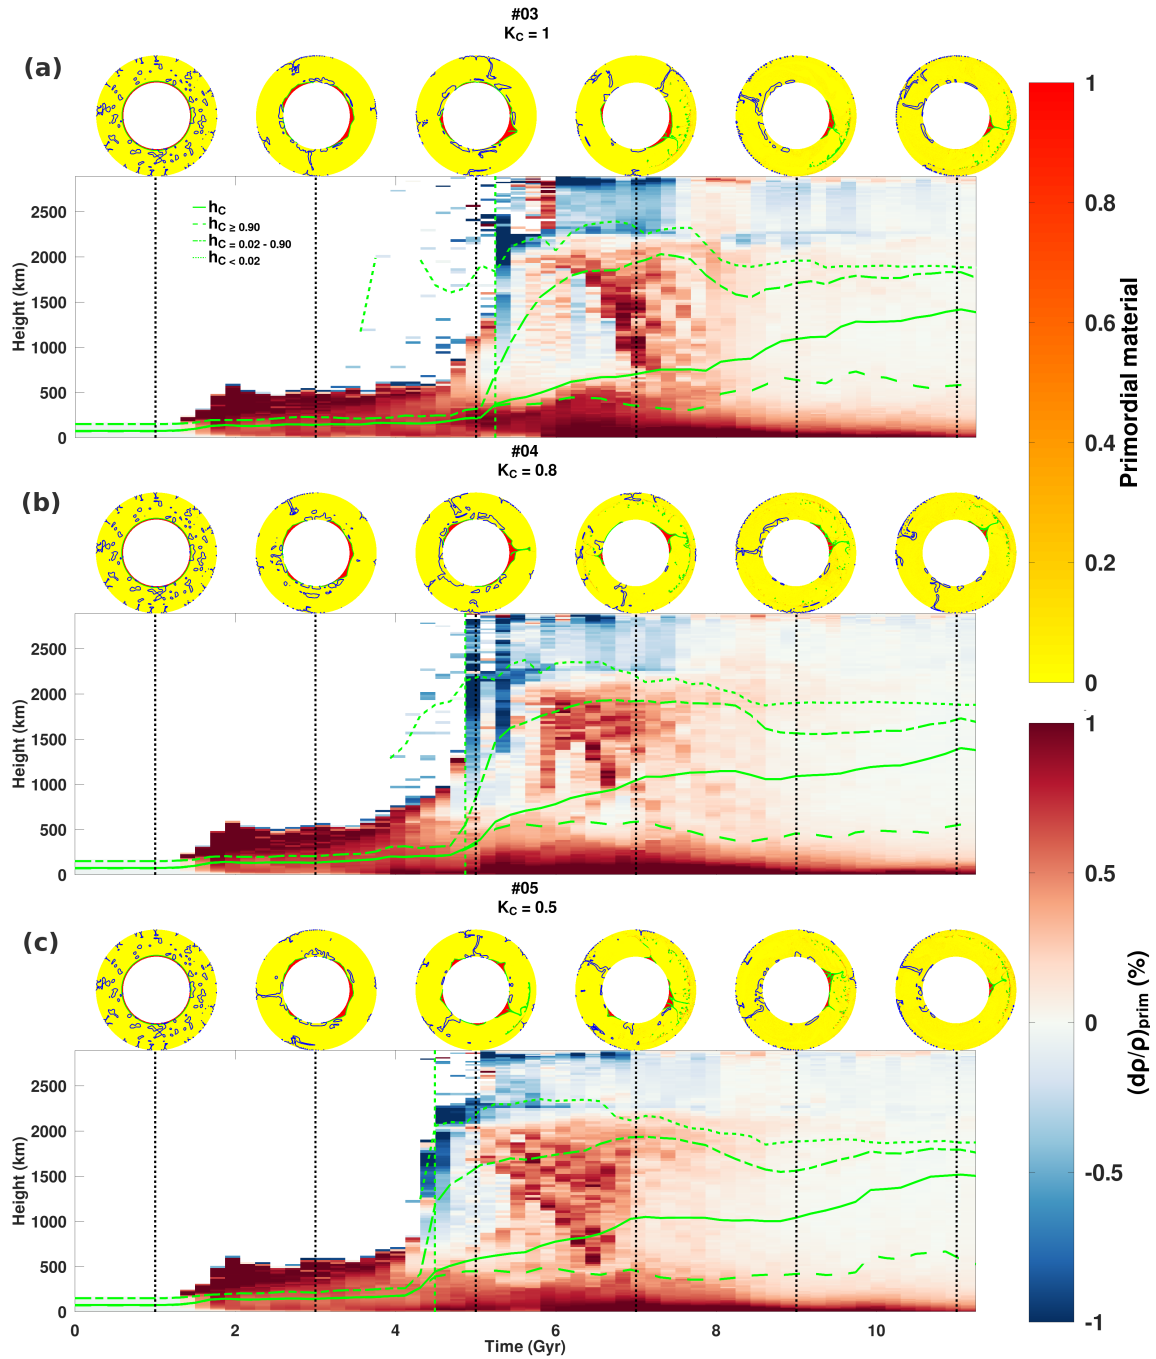 #03
K_C = 1
(a)
2500
2000
1500
1000
500
0
Height (km)
h_C
h_C ≥ 0.90
h_C = 0.02 - 0.90
h_C < 0.02
#04
K_C = 0.8
(b)
2500
2000
1500
1000
500
0
Height (km)
#05
K_C = 0.5
(c)
2500
2000
1500
1000
500
0
Height (km)
0
2
4
6
8
10
Time (Gyr)
1
0.8
0.6
0.4
0.2
0
Primordial material
1
0.5
0
-0.5
-1
(dρ/ρ)prim (%)